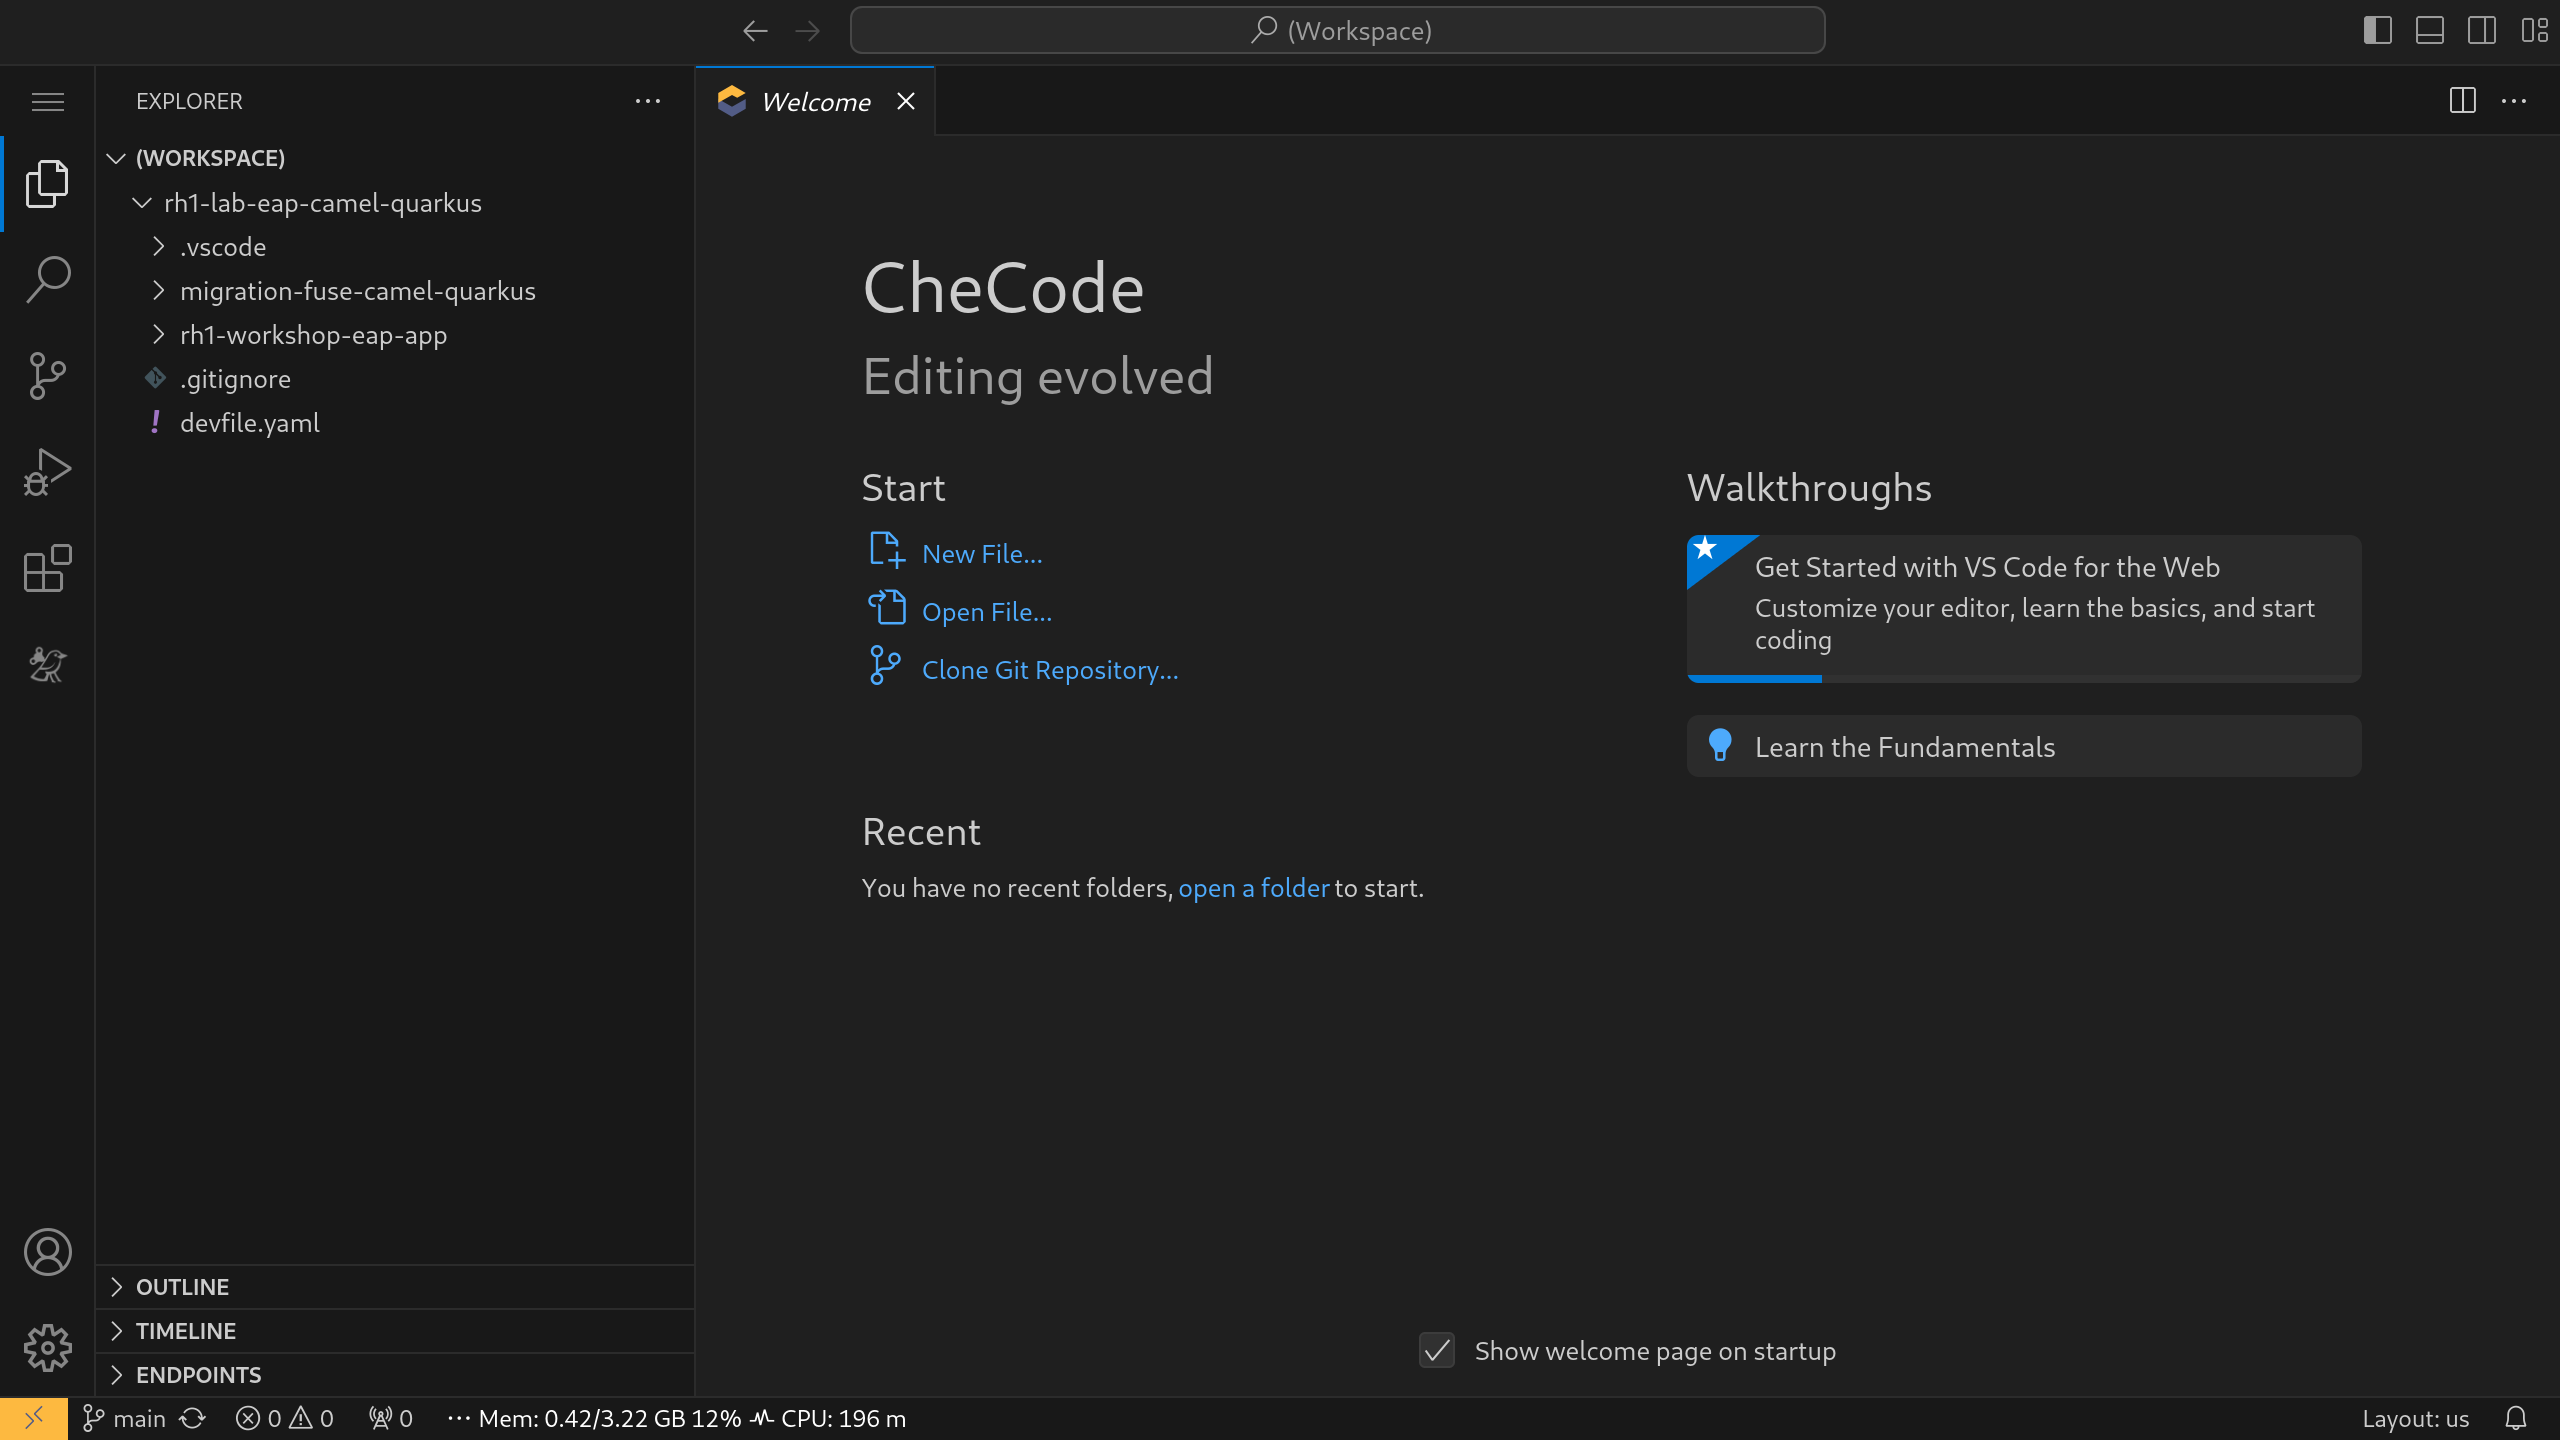 (Workspace)
EXPLORER
Welcome
(WORKSPACE)
rh1-lab-eap-camel-quarkus
.vscode
migration-fuse-camel-quarkus
rh1-workshop-eap-app
.gitignore
devfile.yaml
OUTLINE
TIMELINE
ENDPOINTS
CheCode
Editing evolved
Start
New File...
Open File...
Clone Git Repository...
Recent
You have no recent folders, open a folder to start.
Walkthroughs
Get Started with VS Code for the Web
Customize your editor, learn the basics, and start
coding
Learn the Fundamentals
Show welcome page on startup
main 0 0 0 Mem: 0.42/3.22 GB 12% CPU: 196 m Layout: us